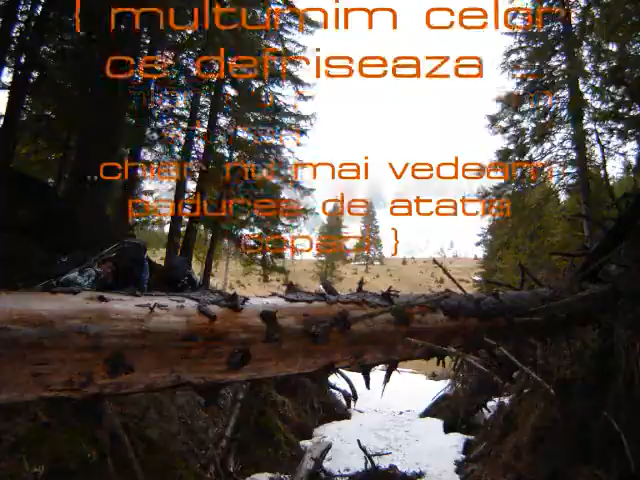 { multumim celor
ce defriseaza -
..chiar nu mai vedeam
padurea de atatia
copaci }